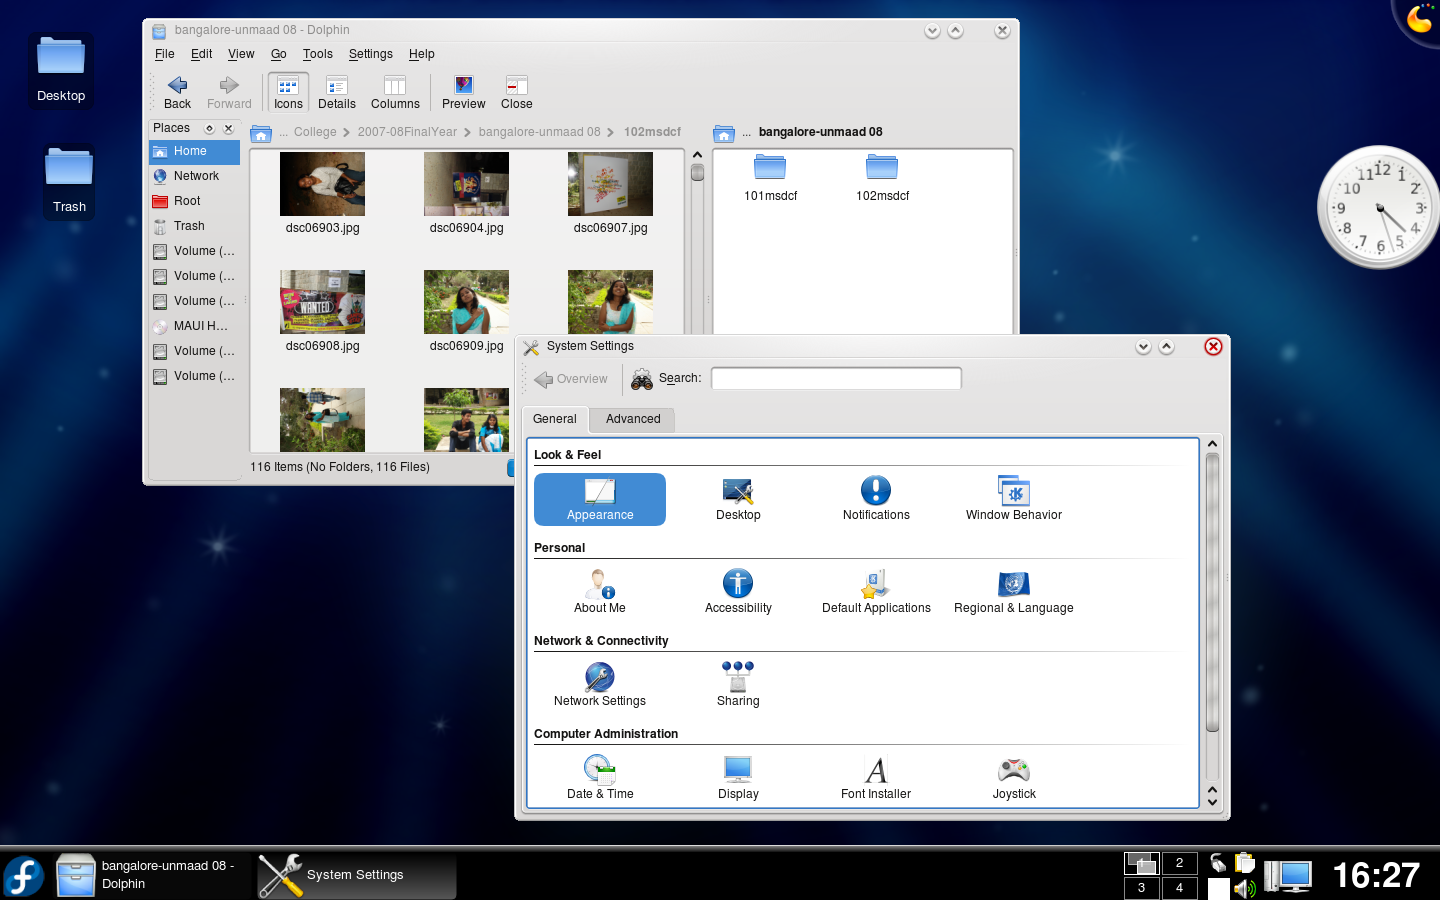 Desktop
Trash
bangalore-unmaad 08 - Dolphin
File Edit View Go Tools Settings Help
Back Forward Icons Details Columns Preview Close
Places
Home
Network
Root
Trash
Volume (...
Volume (...
Volume (...
MAUI H...
Volume (...
Volume (...
... College 2007-08FinalYear bangalore-unmaad 08 102msdcf
dsc06903.jpg dsc06904.jpg dsc06907.jpg
WANTED
dsc06908.jpg dsc06909.jpg
116 Items (No Folders, 116 Files)
... bangalore-unmaad 08
101msdcf 102msdcf
12 1 2 3 4 5 6 7 8 9 10 11
System Settings
Overview Search:
General Advanced
Look & Feel
Appearance Desktop Notifications Window Behavior
Personal
About Me Accessibility Default Applications Regional & Language
Network & Connectivity
Network Settings Sharing
Computer Administration
Date & Time Display Font Installer Joystick
bangalore-unmaad 08 -
Dolphin
System Settings
1 2
3 4
16:27